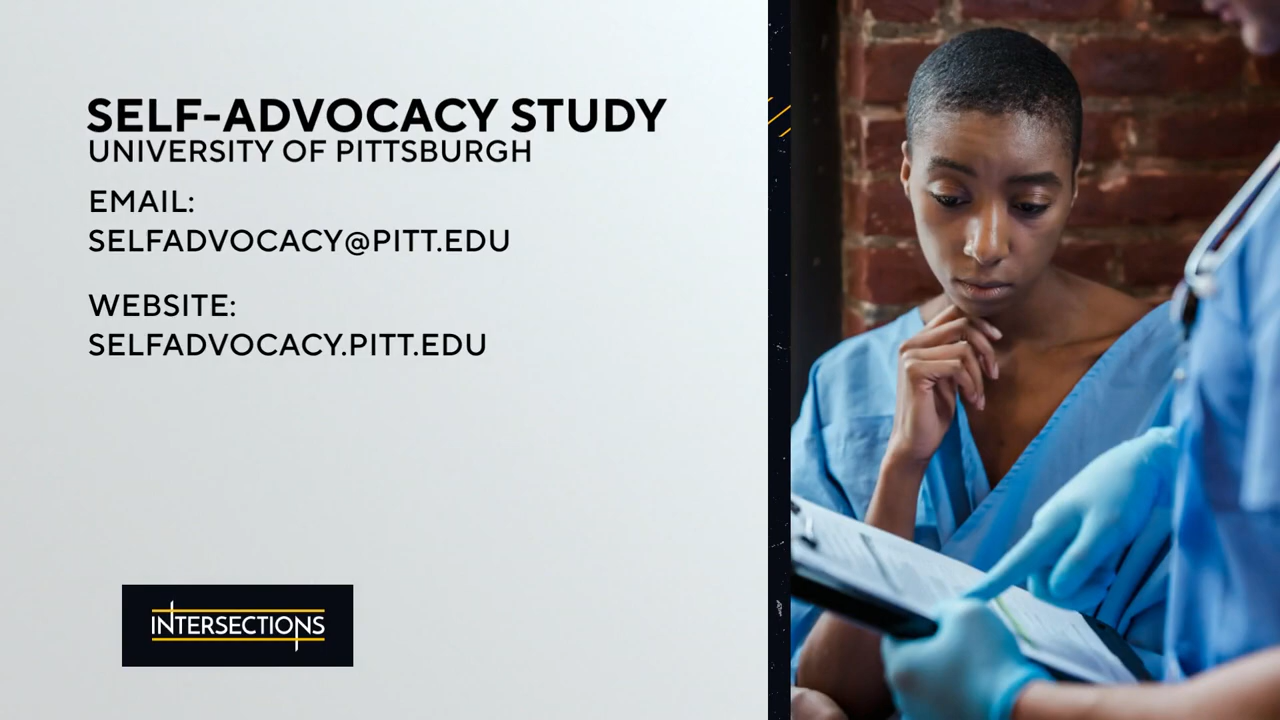 SELF-ADVOCACY STUDY
UNIVERSITY OF PITTSBURGH
EMAIL:
SELFADVOCACY@PITT.EDU
WEBSITE:
SELFADVOCACY.PITT.EDU
INTERSECTIONS